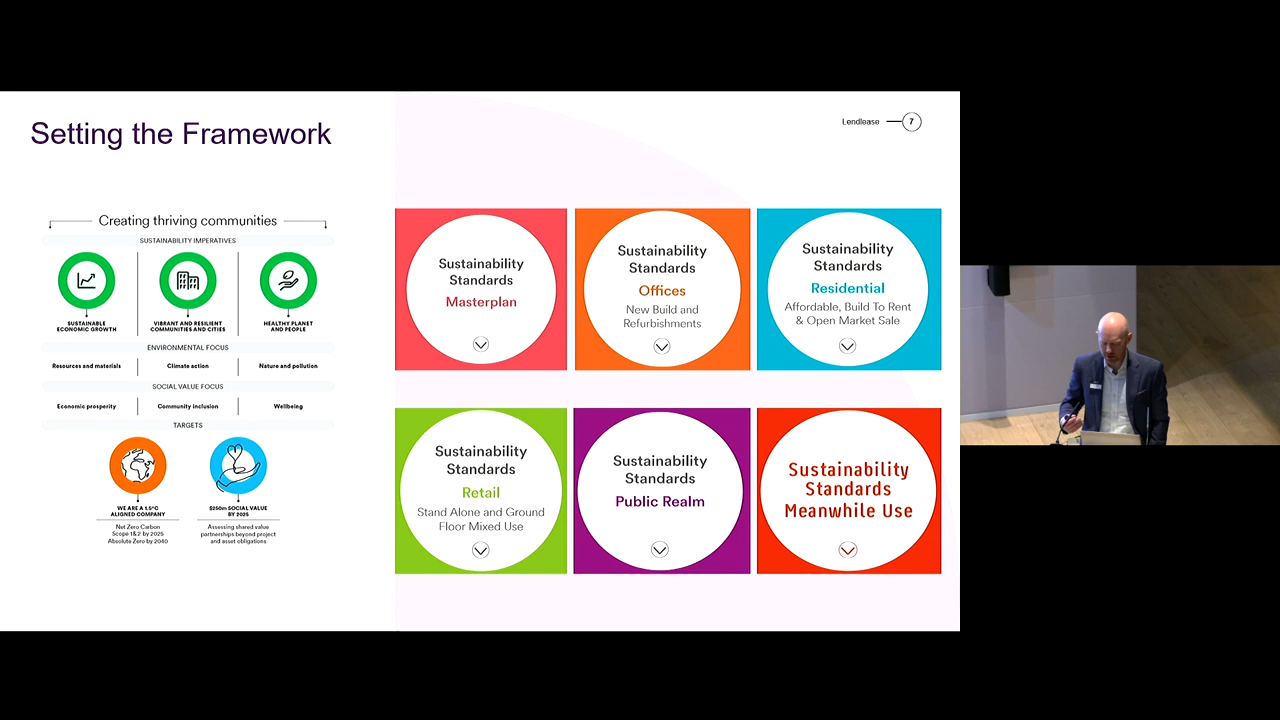 Setting the Framework
Lendlease
7
Creating thriving communities
SUSTAINABILITY IMPERATIVES
SUSTAINABLE
ECONOMIC GROWTH
VIBRANT AND RESILIENT
COMMUNITIES AND CITIES
HEALTHY PLANET
AND PEOPLE
ENVIRONMENTAL FOCUS
Resources and materials
Climate action
Nature and pollution
SOCIAL VALUE FOCUS
Economic prosperity
Community inclusion
Wellbeing
TARGETS
WE ARE A 1.5°C
ALIGNED COMPANY
Net Zero Carbon
Scope 1&2 by 2025
Absolute Zero by 2040
$250m SOCIAL VALUE
BY 2025
Assessing shared value
partnerships beyond project
and asset obligations
Sustainability
Standards
Masterplan
Sustainability
Standards
Offices
New Build and
Refurbishments
Sustainability
Standards
Residential
Affordable, Build To Rent
& Open Market Sale
Sustainability
Standards
Retail
Stand Alone and Ground
Floor Mixed Use
Sustainability
Standards
Public Realm
Sustainability
Standards
Meanwhile Use